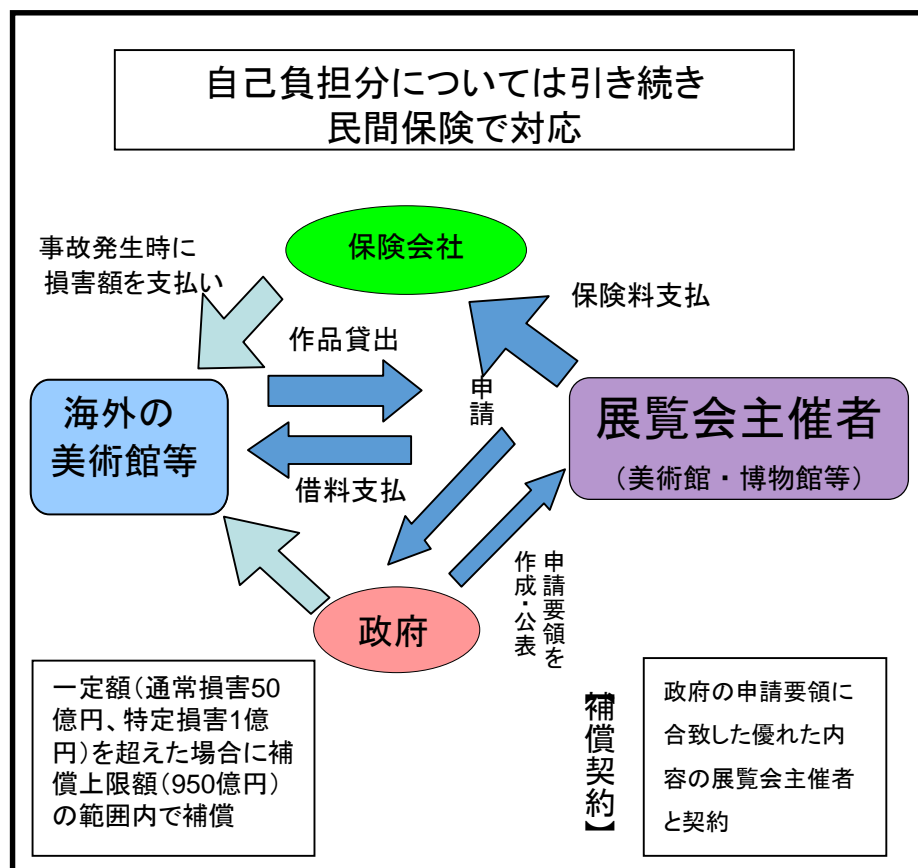 自己負担分については引き続き
民間保険で対応
保険会社
事故発生時に
損害額を支払い
保険料支払
作品貸出
申請
海外の
美術館等
展覧会主催者
（美術館・博物館等）
借料支払
申請要領を
作成・公表
政府
一定額（通常損害50
億円、特定損害1億
円）を超えた場合に補
償上限額（950億円）
の範囲内で補償
【補償契約】
政府の申請要領に
合致した優れた内
容の展覧会主催者
と契約